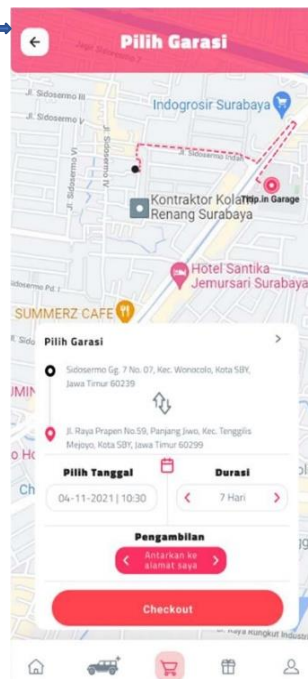 Pilih Garasi
Jl. Sidosermo III
Jl. Sidosermo V
Indogrosir Surabaya
Jl. Sidosermo IV
Jl. Sidosermo VI
Jl. Sidosermo Indah
Kontraktor Kolam
Renang Surabaya
Trip.in Garage
Hotel Santika
Jemursari Surabaya
SUMMERZ CAFE
Pilih Garasi
Sidosermo Gg. 7 No. 07, Kec. Wonocolo, Kota SBY,
Jawa Timur 60239
Jl. Raya Prapen No.59, Panjang Jiwo, Kec. Tenggilis
Mejoyo, Kota SBY, Jawa Timur 60299
Pilih Tanggal
Durasi
04-11-2021 | 10:30
7 Hari
Pengambilan
Antarkan ke
alamat saya
Checkout